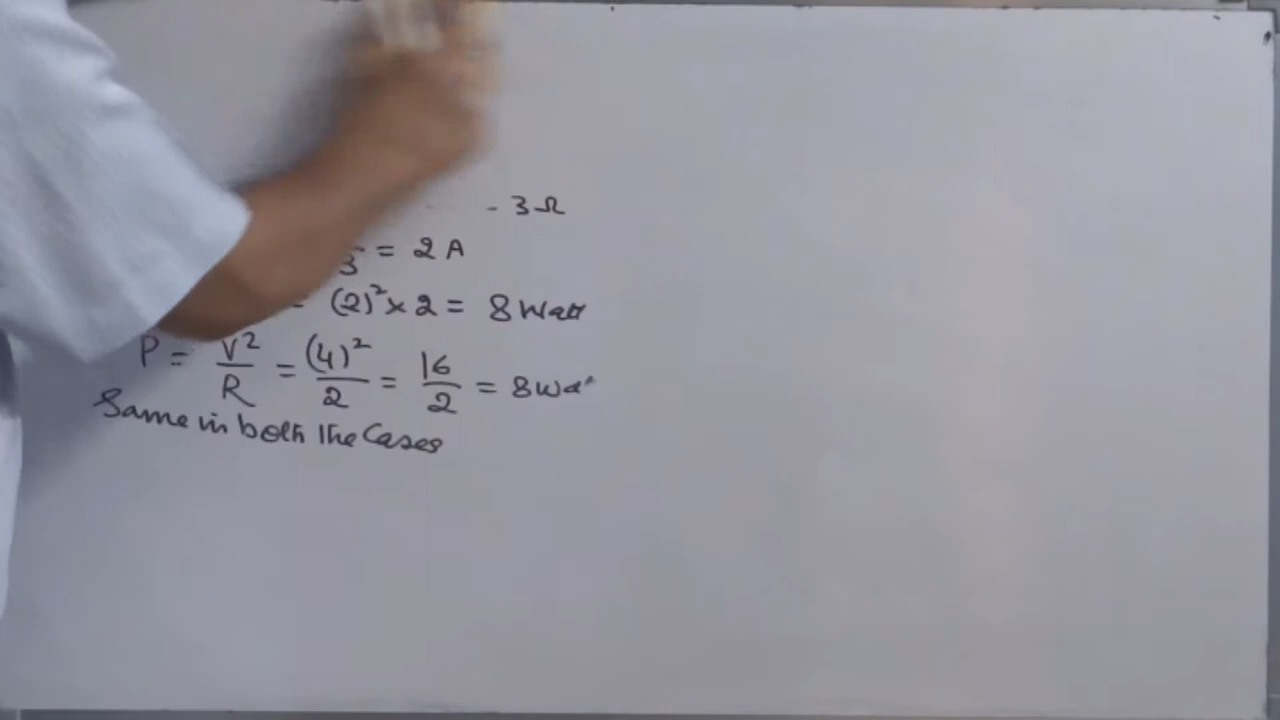 - 3Ω
3 = 2 A
= (2)² x 2 = 8 Watt
P = V²/R = (4)²/2 = 16/2 = 8 Wa
Same in both the Cases